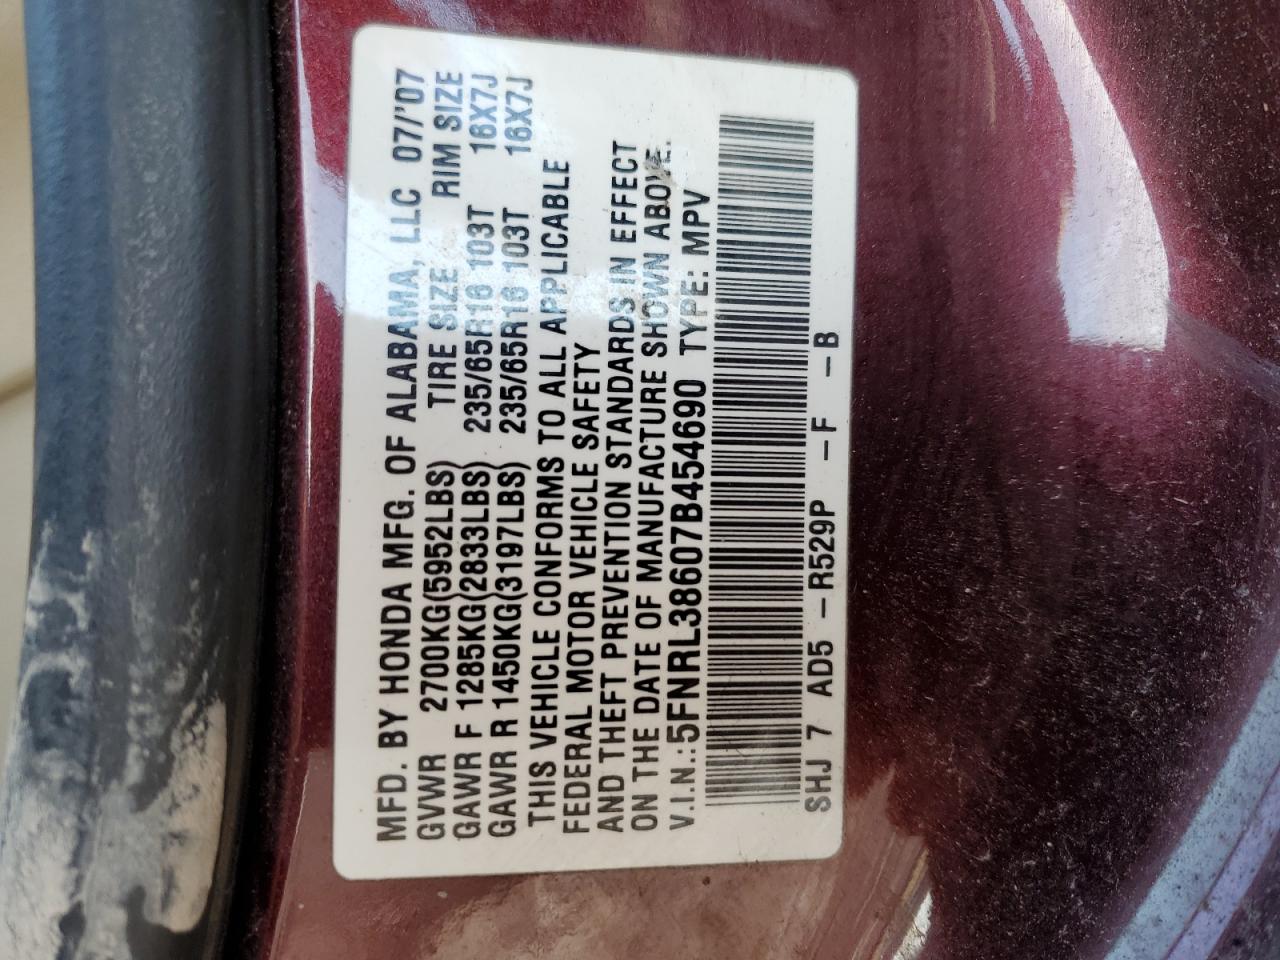 MFD. BY HONDA MFG. OF ALABAMA, LLC 07/'07
GVWR 2700KG(5952LBS) TIRE SIZE RIM SIZE
GAWR F 1285KG(2833LBS) 235/65R16 103T 16X7J
GAWR R 1450KG(3197LBS) 235/65R16 103T 16X7J
THIS VEHICLE CONFORMS TO ALL APPLICABLE
FEDERAL MOTOR VEHICLE SAFETY
AND THEFT PREVENTION STANDARDS IN EFFECT
ON THE DATE OF MANUFACTURE SHOWN ABOVE.
V.I.N.:5FNRL38607B454690 TYPE: MPV
SHJ 7 AD5 -R529P -F -B